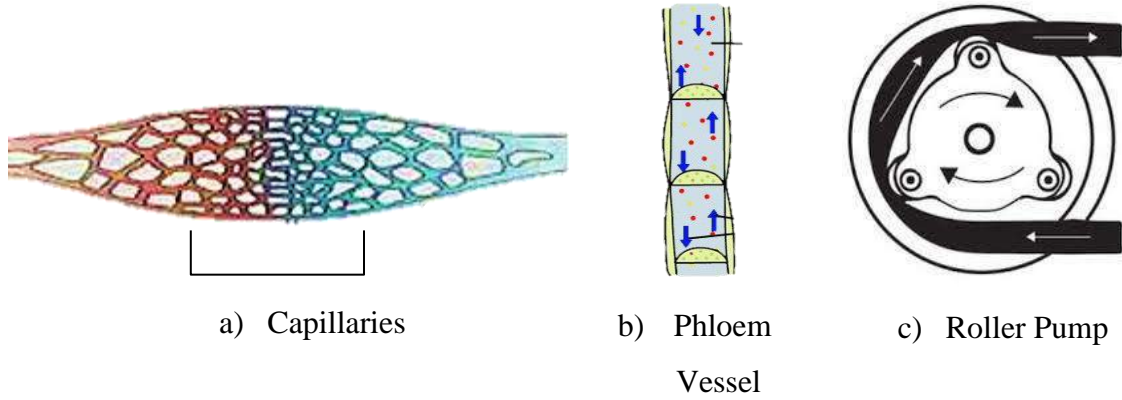 a) Capillaries
b) Phloem
Vessel
c) Roller Pump